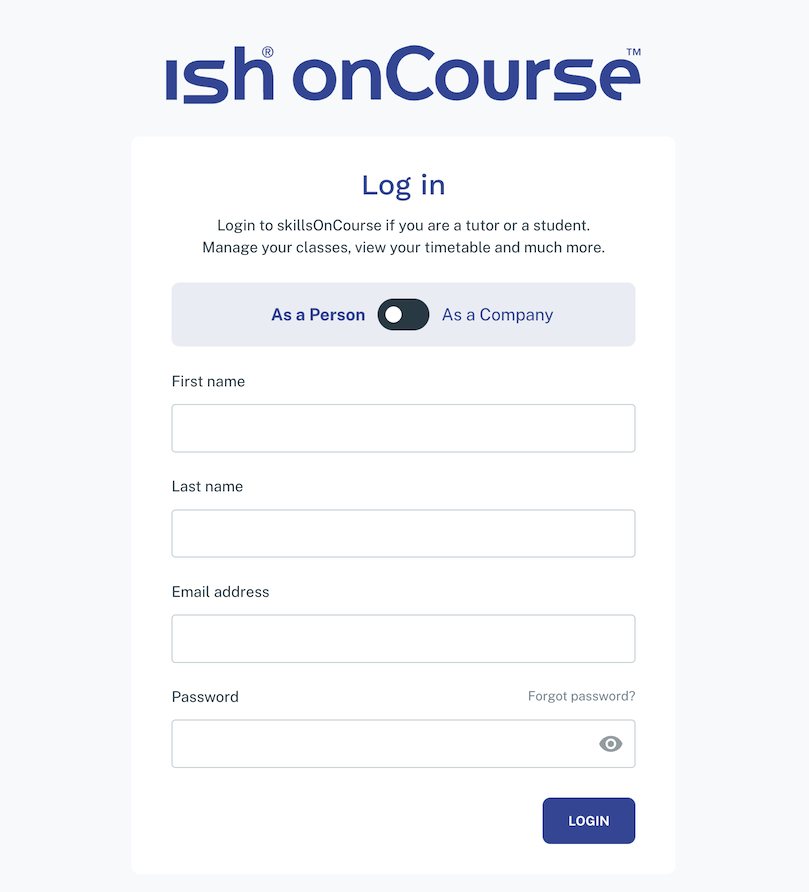 ish® onCourse™
Log in
Login to skillsOnCourse if you are a tutor or a student.
Manage your classes, view your timetable and much more.
As a Person As a Company
First name
Last name
Email address
Password Forgot password?
LOGIN